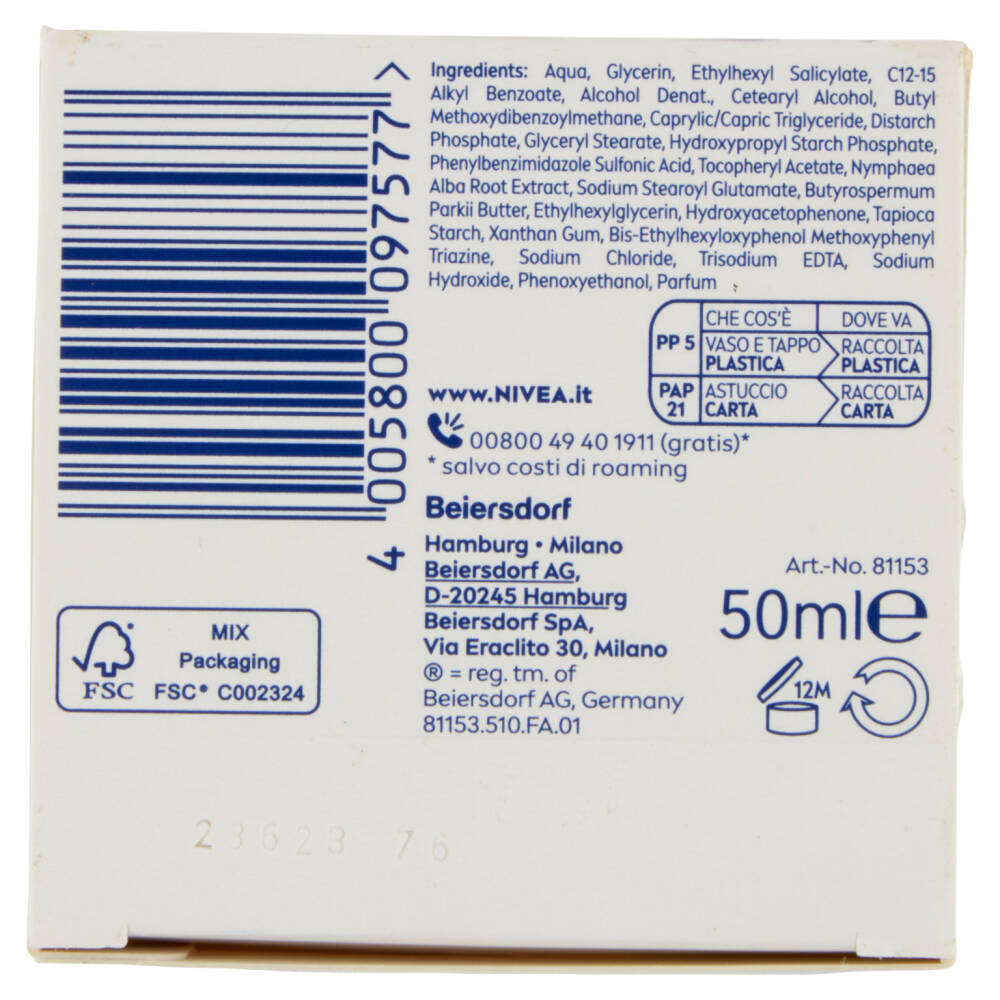 Ingredients: Aqua, Glycerin, Ethylhexyl Salicylate, C12-15
Alkyl Benzoate, Alcohol Denat., Cetearyl Alcohol, Butyl
Methoxydibenzoylmethane, Caprylic/Capric Triglyceride, Distarch
Phosphate, Glyceryl Stearate, Hydroxypropyl Starch Phosphate,
Phenylbenzimidazole Sulfonic Acid, Tocopheryl Acetate, Nymphaea
Alba Root Extract, Sodium Stearoyl Glutamate, Butyrospermum
Parkii Butter, Ethylhexylglycerin, Hydroxyacetophenone, Tapioca
Starch, Xanthan Gum, Bis-Ethylhexyloxyphenol Methoxyphenyl
Triazine, Sodium Chloride, Trisodium EDTA, Sodium
Hydroxide, Phenoxyethanol, Parfum
4 005800 097577 >
CHE COS'È DOVE VA
PP 5 VASO E TAPPO PLASTICA RACCOLTA PLASTICA
PAP 21 ASTUCCIO CARTA RACCOLTA CARTA
www.NIVEA.it
00800 49 40 1911 (gratis)*
* salvo costi di roaming
Beiersdorf
Hamburg • Milano
Beiersdorf AG,
D-20245 Hamburg
Beiersdorf SpA,
Via Eraclito 30, Milano
® = reg. tm. of
Beiersdorf AG, Germany
81153.510.FA.01
Art.-No. 81153
50ml e
12M
MIX
Packaging
FSC FSC® C002324
23623 76